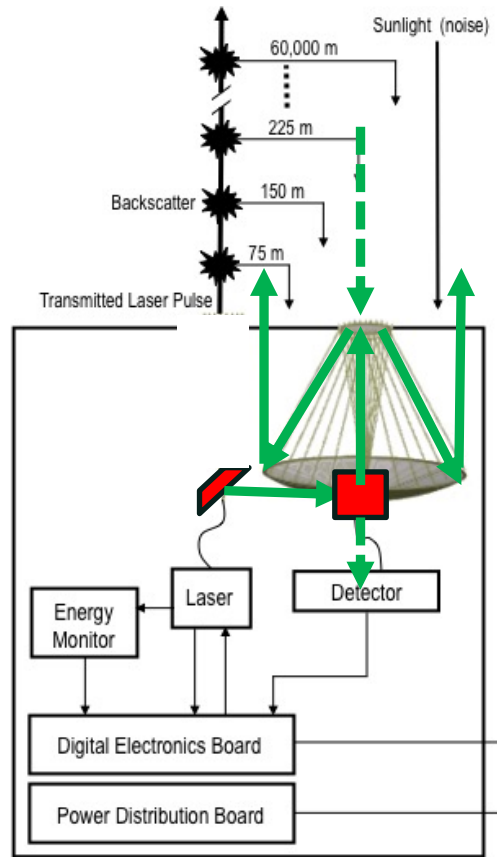 60,000 m
Sunlight (noise)
225 m
Backscatter
150 m
75 m
Transmitted Laser Pulse
Laser
Detector
Energy
Monitor
Digital Electronics Board
Power Distribution Board